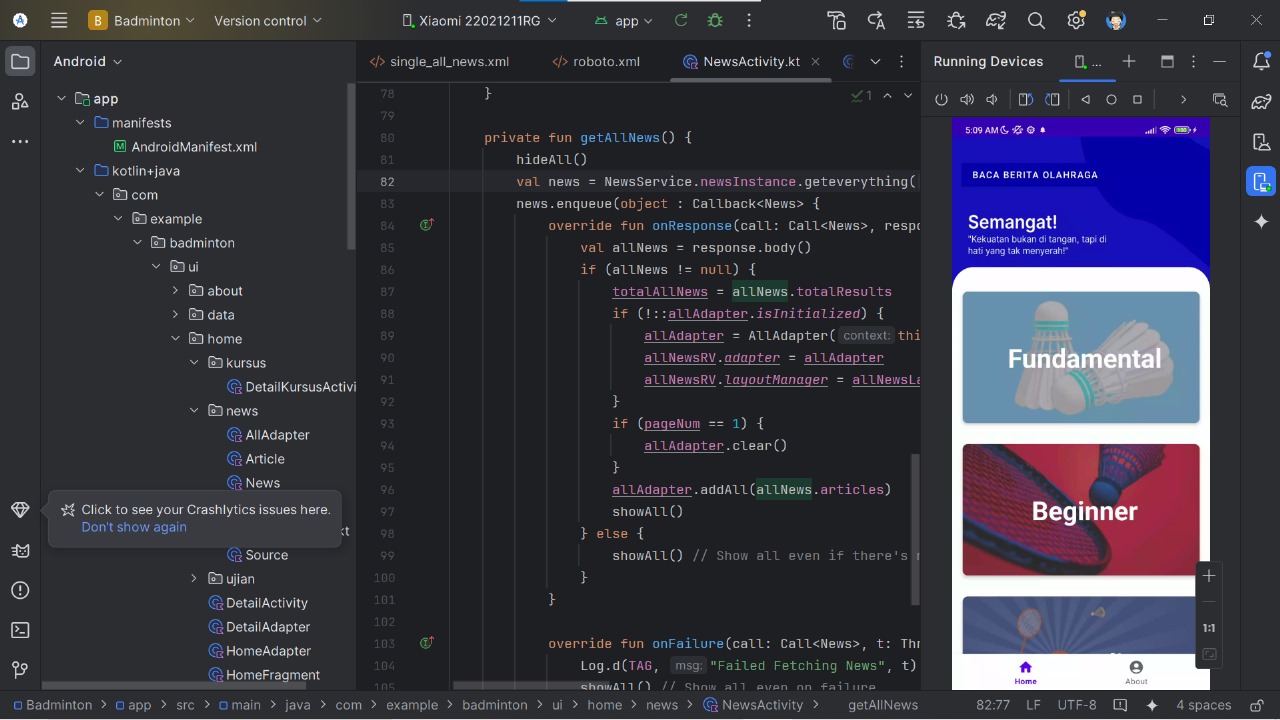 B Badminton
Version control
Xiaomi 22021211RG
app
Android
single_all_news.xml
roboto.xml
NewsActivity.kt
Running Devices
...
app
manifests
AndroidManifest.xml
kotlin+java
com
example
badminton
ui
about
data
home
kursus
DetailKursusActivi
news
AllAdapter
Article
News
kt
Source
ujian
DetailActivity
DetailAdapter
HomeAdapter
HomeFragment
Click to see your Crashlytics issues here.
Don't show again
1
78 }
79
80 private fun getAllNews() {
81 hideAll()
82 val news = NewsService.newsInstance.geteverything(
83 news.enqueue(object : Callback<News> {
84 override fun onResponse(call: Call<News>, respo
85 val allNews = response.body()
86 if (allNews != null) {
87 totalAllNews = allNews.totalResults
88 if (!::allAdapter.isInitialized) {
89 allAdapter = AllAdapter( context: thi
90 allNewsRV.adapter = allAdapter
91 allNewsRV.layoutManager = allNewsLa
92 }
93 if (pageNum == 1) {
94 allAdapter.clear()
95 }
96 allAdapter.addAll(allNews.articles)
97 showAll()
98 } else {
99 showAll() // Show all even if there's n
100 }
101 }
102
103 override fun onFailure(call: Call<News>, t: Thr
104 Log.d(TAG, msg: "Failed Fetching News", t)
105 showAll() // Show all even on failure
5:09 AM
BACA BERITA OLAHRAGA
Semangat!
"Kekuatan bukan di tangan, tapi di
hati yang tak menyerah!"
Fundamental
Beginner
Home
About
1:1
Badminton > app > src > main > java > com > example > badminton > ui > home > news > NewsActivity > getAllNews
82:77 LF UTF-8 4 spaces